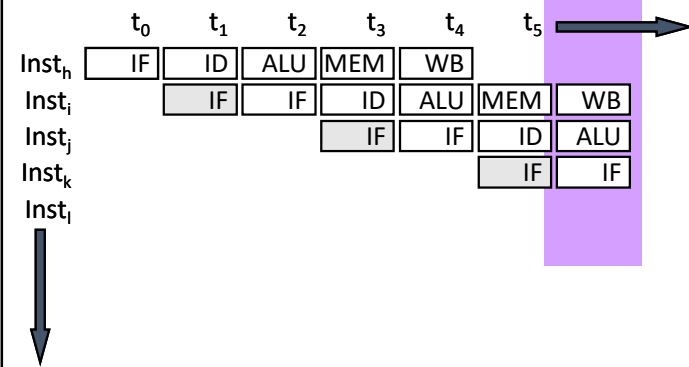 t₀ t₁ t₂ t₃ t₄ t₅
Instₕ IF ID ALU MEM WB
Instᵢ IF IF ID ALU MEM WB
Instⱼ IF IF ID ALU
Instₖ IF IF
Instₗ